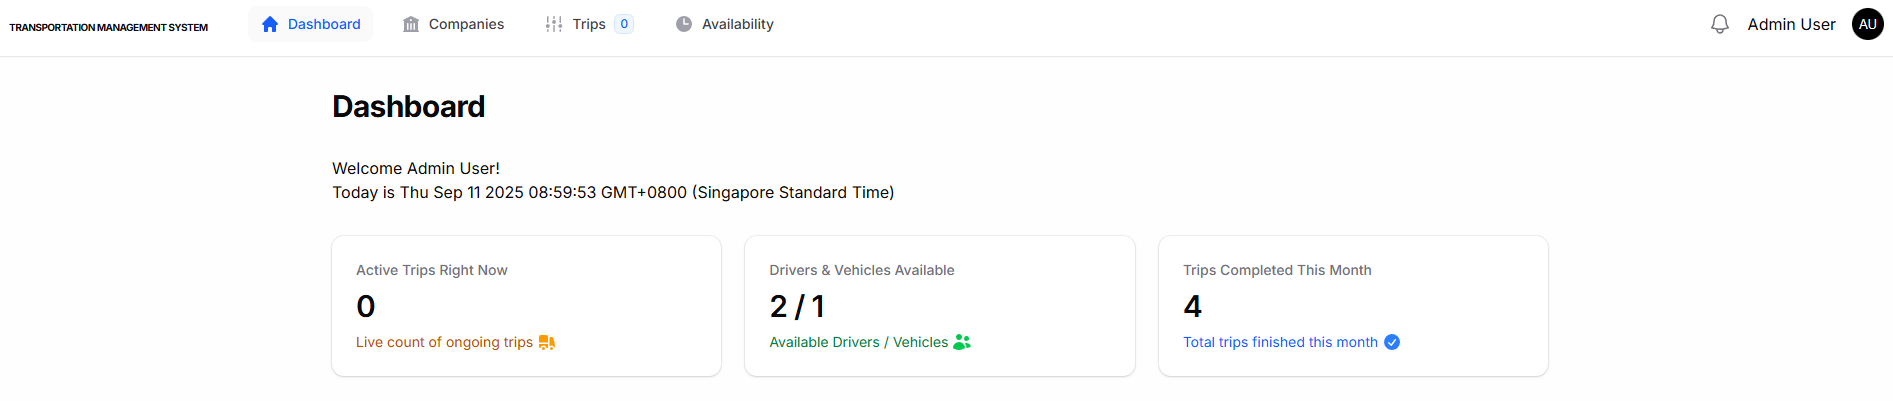 TRANSPORTATION MANAGEMENT SYSTEM
Dashboard
Companies
Trips 0
Availability
Admin User
AU
Dashboard
Welcome Admin User!
Today is Thu Sep 11 2025 08:59:53 GMT+0800 (Singapore Standard Time)
Active Trips Right Now
0
Live count of ongoing trips
Drivers & Vehicles Available
2 / 1
Available Drivers / Vehicles
Trips Completed This Month
4
Total trips finished this month